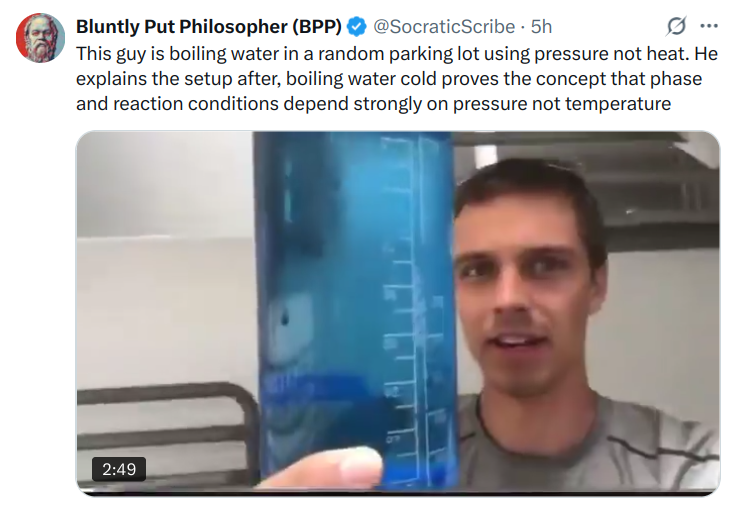 Bluntly Put Philosopher (BPP) @SocraticScribe · 5h
This guy is boiling water in a random parking lot using pressure not heat. He
explains the setup after, boiling water cold proves the concept that phase
and reaction conditions depend strongly on pressure not temperature
2:49